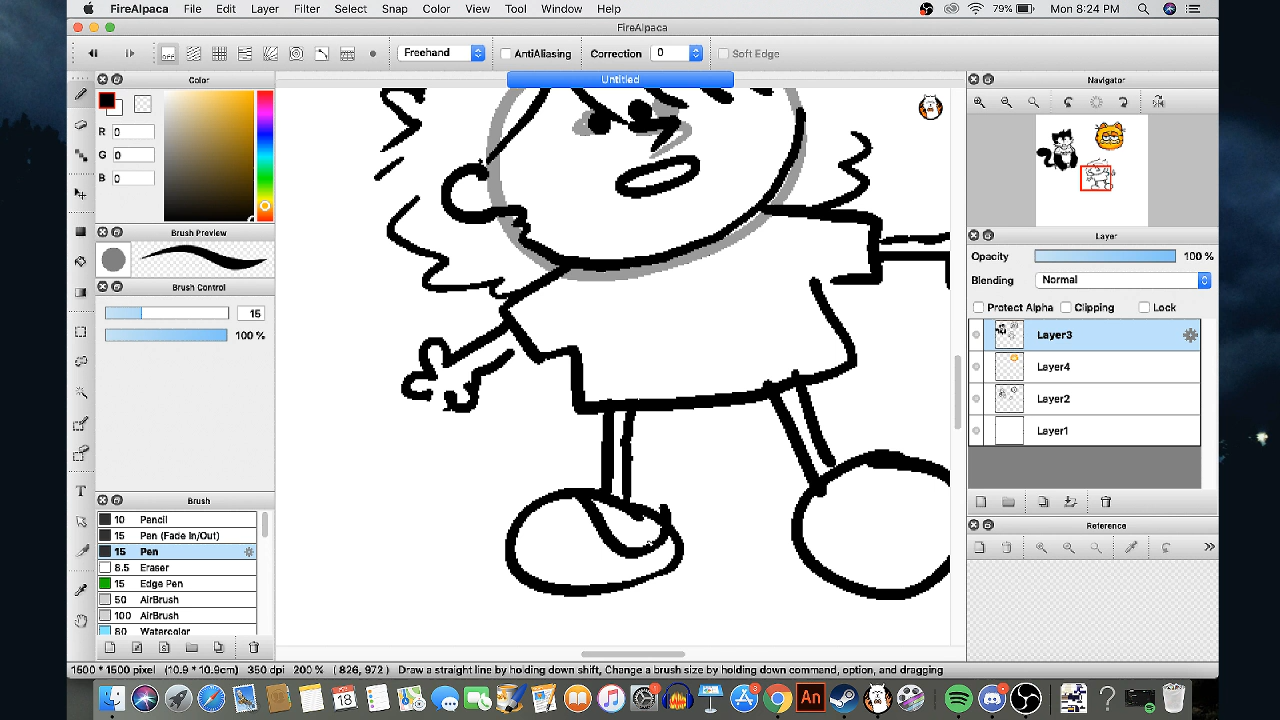 FireAlpaca File Edit Layer Filter Select Snap Color View Tool Window Help 79% Mon 8:24 PM
FireAlpaca
OFF Freehand AntiAliasing Correction 0 Soft Edge
Color
Untitled
Navigator
R 0
G 0
B 0
Brush Preview
Layer
Opacity 100 %
Blending Normal
Brush Control
Protect Alpha Clipping Lock
15
100 %
Layer3
Layer4
Layer2
Layer1
Brush
10 Pencil
15 Pen (Fade In/Out)
15 Pen
8.5 Eraser
15 Edge Pen
50 AirBrush
100 AirBrush
80 Watercolor
T
Reference
1500 * 1500 pixel (10.9 * 10.9cm) 350 dpi 200 % ( 826, 972 ) Draw a straight line by holding down shift, Change a brush size by holding down command, option, and dragging
18
An